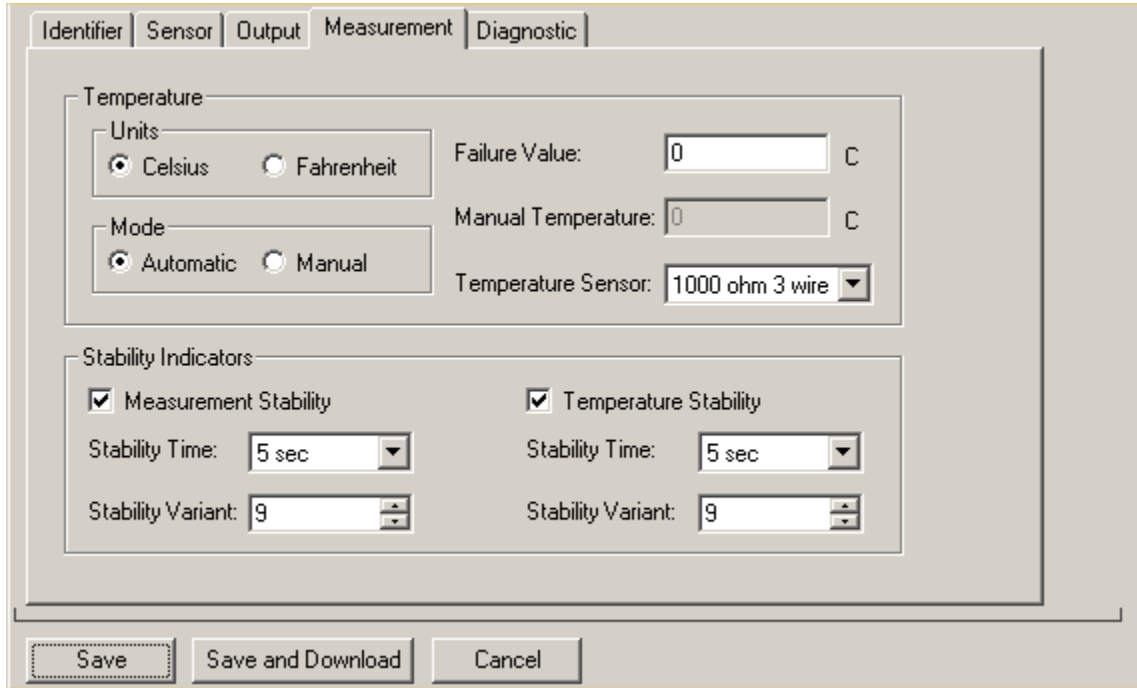 Identifier Sensor Output Measurement Diagnostic
Temperature
Units
Celsius Fahrenheit
Failure Value: 0 C
Mode
Automatic Manual
Manual Temperature: 0 C
Temperature Sensor: 1000 ohm 3 wire
Stability Indicators
Measurement Stability
Stability Time: 5 sec
Stability Variant: 9
Temperature Stability
Stability Time: 5 sec
Stability Variant: 9
Save Save and Download Cancel